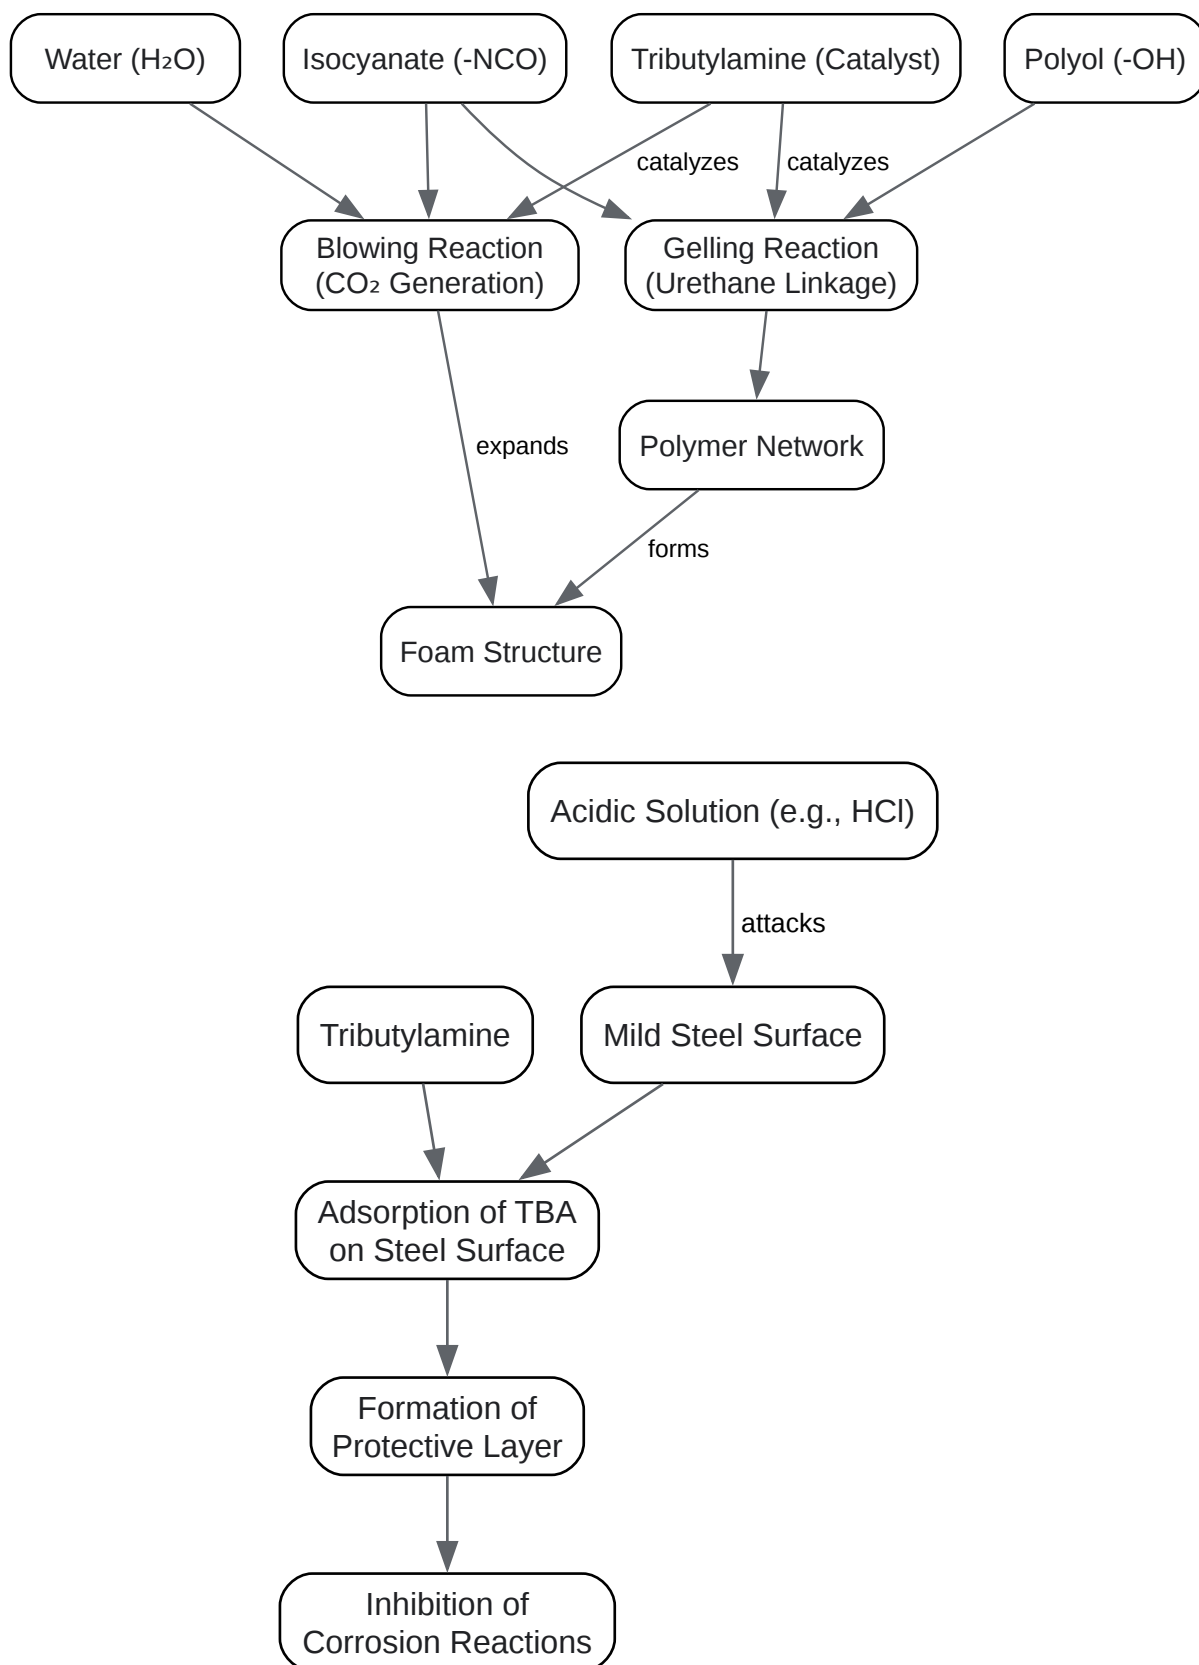 Water (H₂O)
Isocyanate (-NCO)
Tributylamine (Catalyst)
Polyol (-OH)
catalyzes
catalyzes
Blowing Reaction
(CO₂ Generation)
Gelling Reaction
(Urethane Linkage)
expands
Polymer Network
forms
Foam Structure
Acidic Solution (e.g., HCl)
attacks
Tributylamine
Mild Steel Surface
Adsorption of TBA
on Steel Surface
Formation of
Protective Layer
Inhibition of
Corrosion Reactions